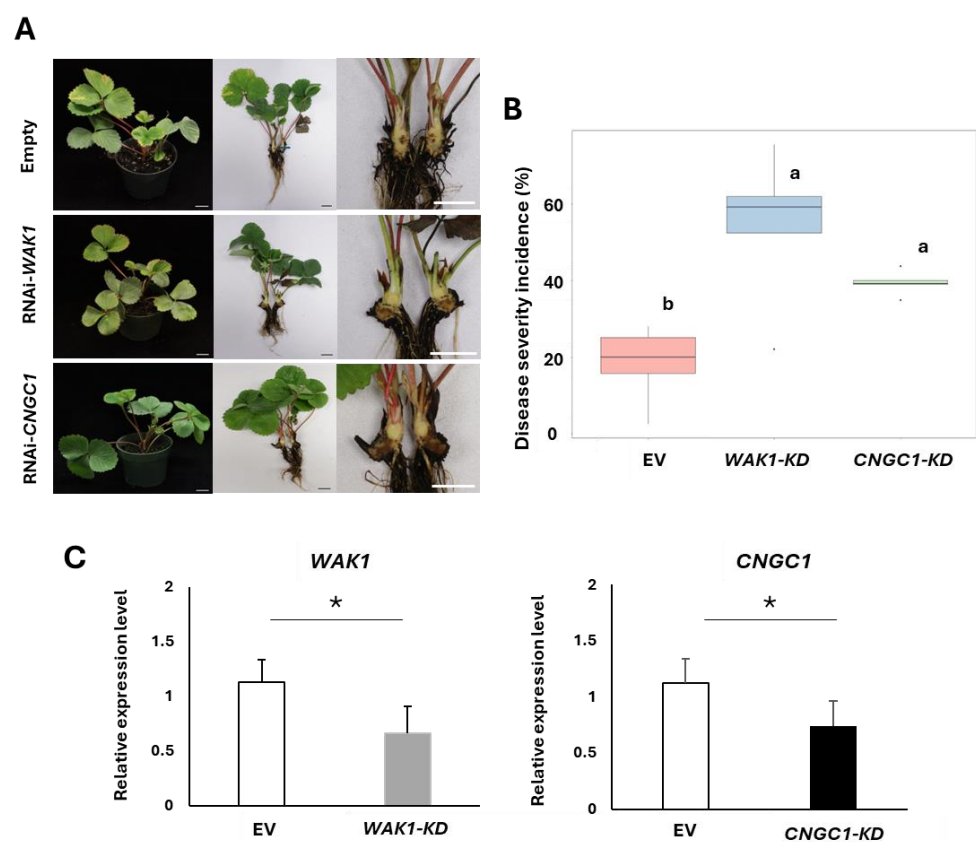 A
Empty
RNAi-WAK1
RNAi-CNGC1
B
Disease severity incidence (%)
60
40
20
0
a
a
b
EV
WAK1-KD
CNGC1-KD
C
WAK1
Relative expression level
2
1.5
1
0.5
0
*
EV
WAK1-KD
CNGC1
Relative expression level
2
1.5
1
0.5
0
*
EV
CNGC1-KD